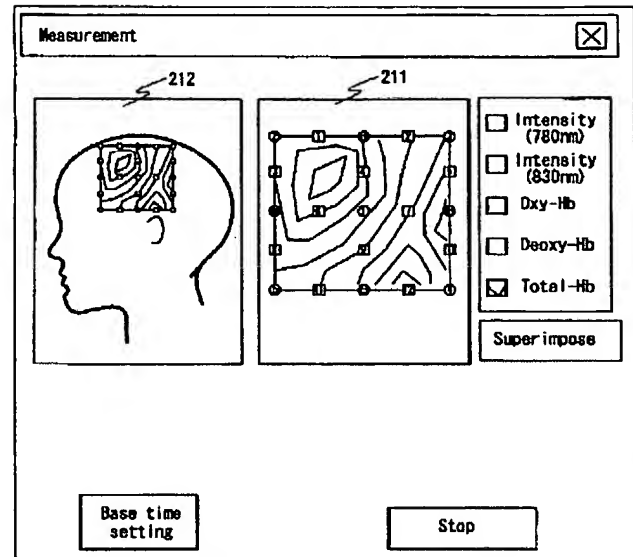 Measurement
212
211
Intensity
(780nm)
Intensity
(830nm)
Oxy-Hb
Deoxy-Hb
Total-Hb
Superimpose
Base time
setting
Stop